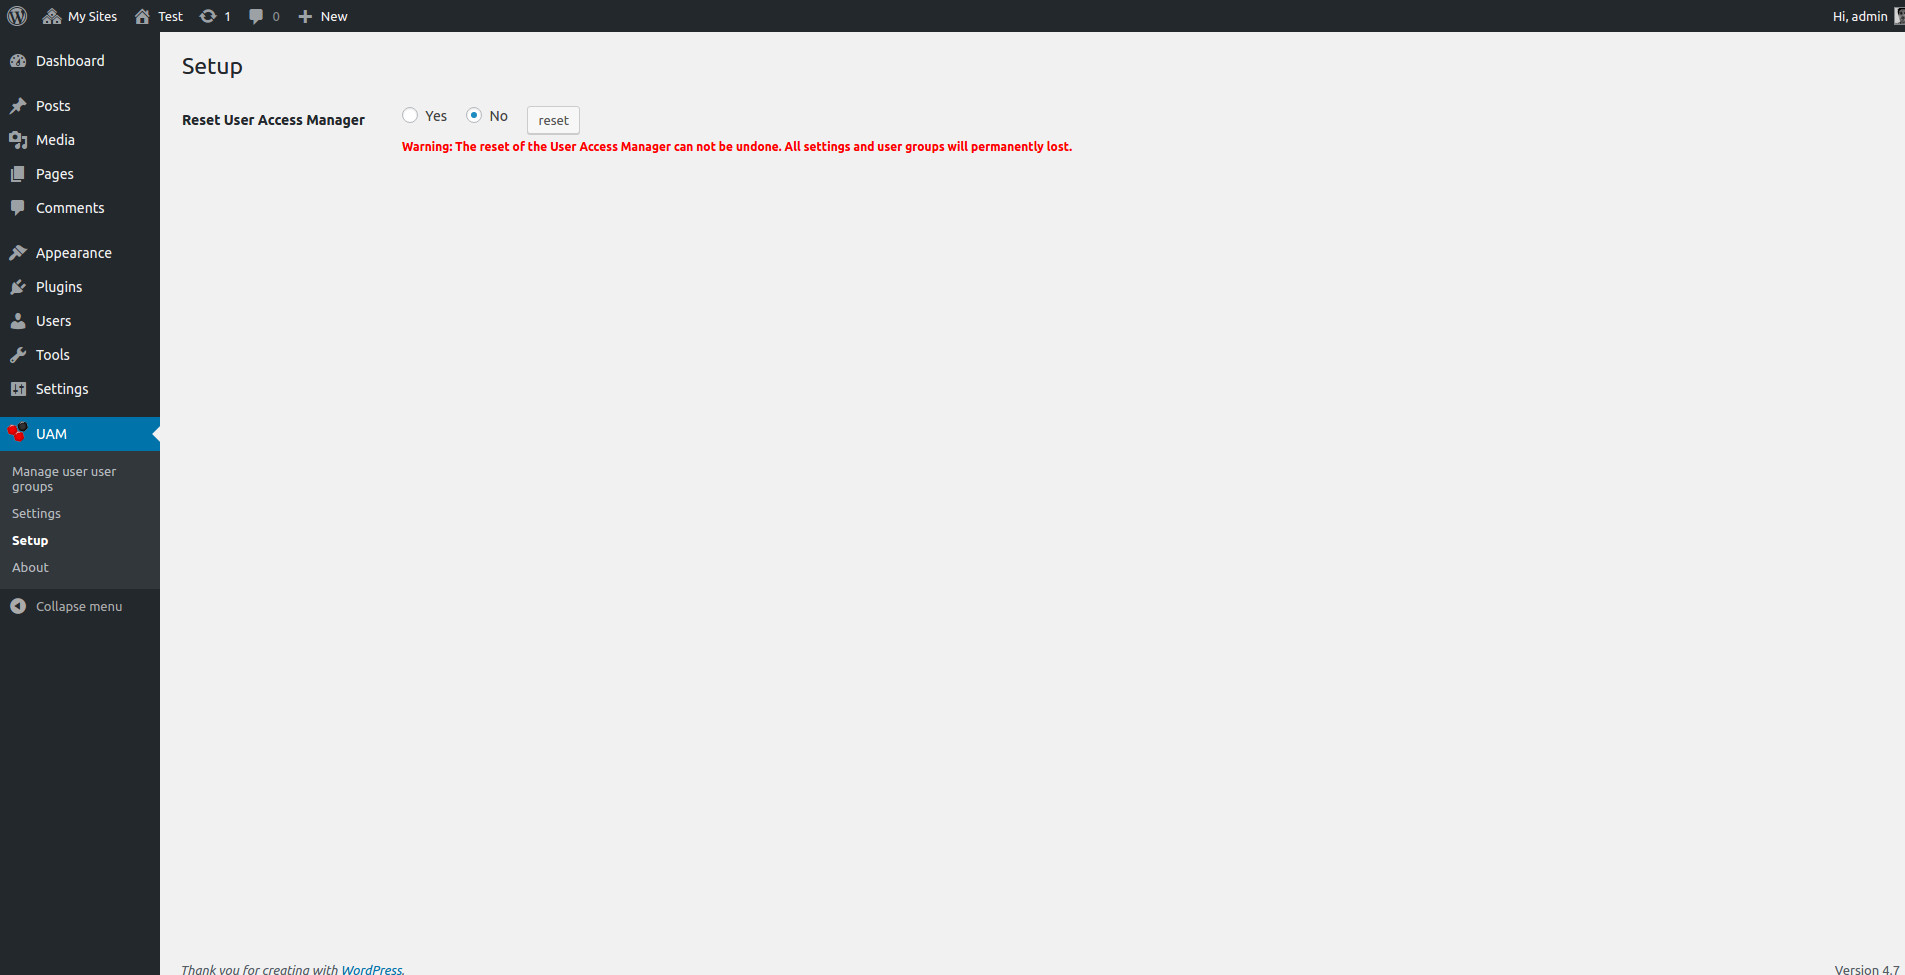 My Sites Test 1 0 New Hi, admin
Dashboard
Posts
Media
Pages
Comments
Appearance
Plugins
Users
Tools
Settings
UAM
Manage user user
groups
Settings
Setup
About
Collapse menu
Setup
Reset User Access Manager Yes No reset
Warning: The reset of the User Access Manager can not be undone. All settings and user groups will permanently lost.
Thank you for creating with WordPress. Version 4.7